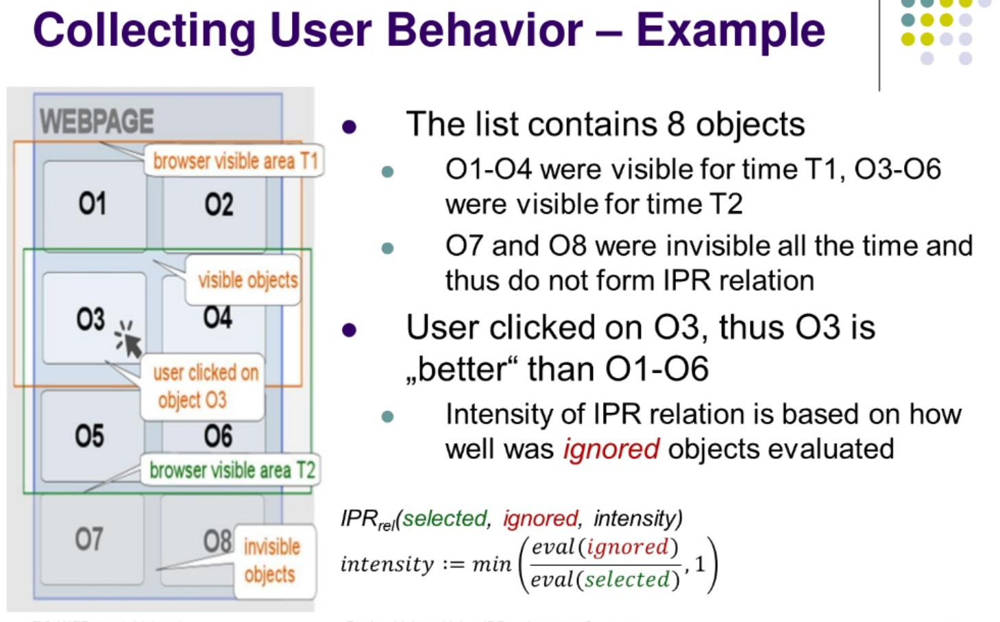 Collecting User Behavior – Example
WEBPAGE
browser visible area T1
O1
O2
visible objects
O3
O4
user clicked on
object O3
O5
O6
browser visible area T2
O7
O8
invisible
objects
The list contains 8 objects
O1-O4 were visible for time T1, O3-O6
were visible for time T2
O7 and O8 were invisible all the time and
thus do not form IPR relation
User clicked on O3, thus O3 is
„better“ than O1-O6
Intensity of IPR relation is based on how
well was ignored objects evaluated
IPRrel(selected, ignored, intensity)
intensity := min(eval(ignored)/eval(selected), 1)